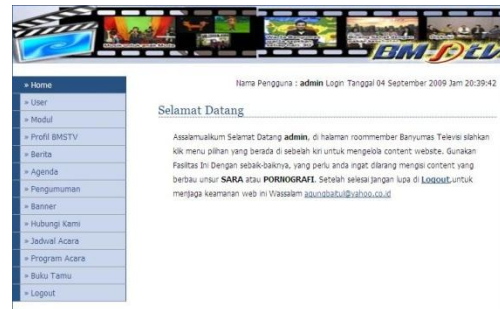 BM-S TV
Nama Pengguna : admin Login Tanggal 04 September 2009 Jam 20:39:42
» Home
» User
» Modul
» Profil BMSTV
» Berita
» Agenda
» Pengumuman
» Banner
» Hubungi Kami
» Jadwal Acara
» Program Acara
» Buku Tamu
» Logout
Selamat Datang
Assalamualikum Selamat Datang admin, di halaman roommember Banyumas Televisi silahkan
klik menu pilihan yang berada di sebelah kiri untuk mengelola content website. Gunakan
Fasilitas Ini Dengan sebaik-baiknya, yang perlu anda ingat dilarang mengisi content yang
berbau unsur SARA atau PORNOGRAFI. Setelah selesai jangan lupa di Logout,untuk
menjaga keamanan web ini Wassalam agungbaitul@yahoo.co.id